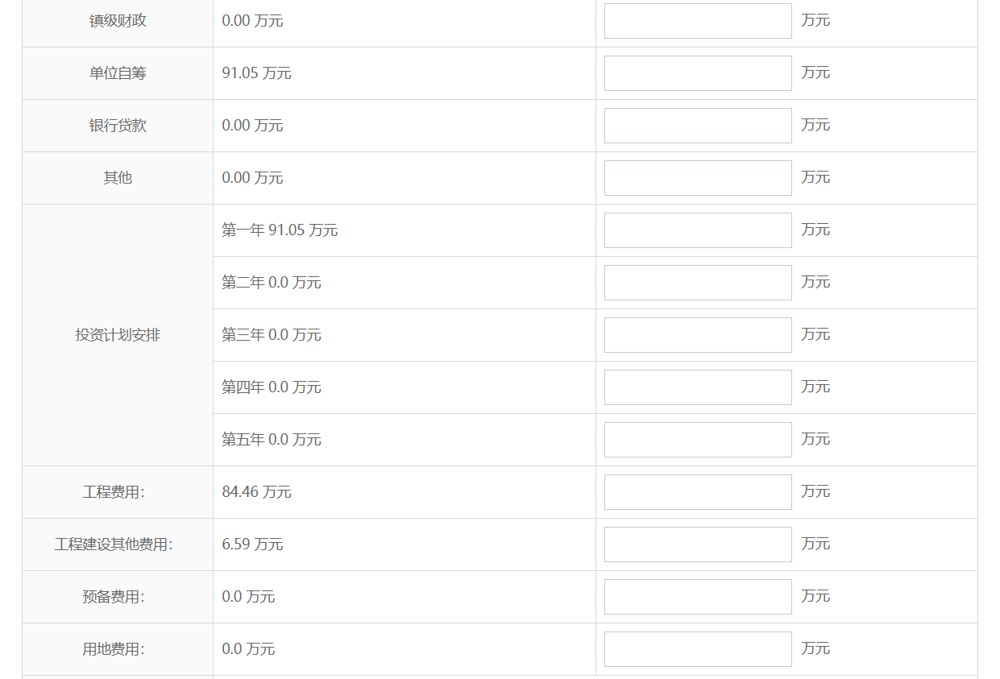 镇级财政 0.00 万元 万元
单位自筹 91.05 万元 万元
银行贷款 0.00 万元 万元
其他 0.00 万元 万元
投资计划安排
第一年 91.05 万元 万元
第二年 0.0 万元 万元
第三年 0.0 万元 万元
第四年 0.0 万元 万元
第五年 0.0 万元 万元
工程费用： 84.46 万元 万元
工程建设其他费用： 6.59 万元 万元
预备费用： 0.0 万元 万元
用地费用： 0.0 万元 万元